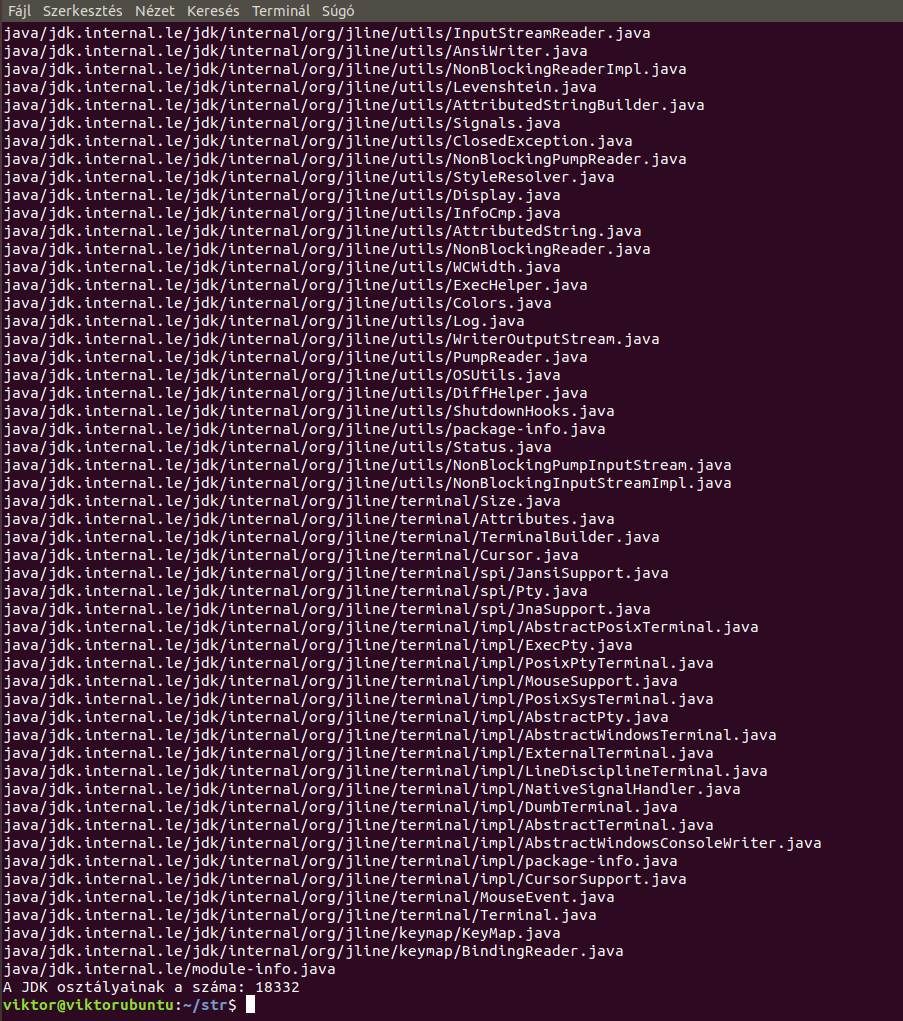 Fájl Szerkesztés Nézet Keresés Terminál Súgó
java/jdk.internal.le/jdk/internal/org/jline/utils/InputStreamReader.java
java/jdk.internal.le/jdk/internal/org/jline/utils/AnsiWriter.java
java/jdk.internal.le/jdk/internal/org/jline/utils/NonBlockingReaderImpl.java
java/jdk.internal.le/jdk/internal/org/jline/utils/Levenshtein.java
java/jdk.internal.le/jdk/internal/org/jline/utils/AttributedStringBuilder.java
java/jdk.internal.le/jdk/internal/org/jline/utils/Signals.java
java/jdk.internal.le/jdk/internal/org/jline/utils/ClosedException.java
java/jdk.internal.le/jdk/internal/org/jline/utils/NonBlockingPumpReader.java
java/jdk.internal.le/jdk/internal/org/jline/utils/StyleResolver.java
java/jdk.internal.le/jdk/internal/org/jline/utils/Display.java
java/jdk.internal.le/jdk/internal/org/jline/utils/InfoCmp.java
java/jdk.internal.le/jdk/internal/org/jline/utils/AttributedString.java
java/jdk.internal.le/jdk/internal/org/jline/utils/NonBlockingReader.java
java/jdk.internal.le/jdk/internal/org/jline/utils/WCWidth.java
java/jdk.internal.le/jdk/internal/org/jline/utils/ExecHelper.java
java/jdk.internal.le/jdk/internal/org/jline/utils/Colors.java
java/jdk.internal.le/jdk/internal/org/jline/utils/Log.java
java/jdk.internal.le/jdk/internal/org/jline/utils/WriterOutputStream.java
java/jdk.internal.le/jdk/internal/org/jline/utils/PumpReader.java
java/jdk.internal.le/jdk/internal/org/jline/utils/OSUtils.java
java/jdk.internal.le/jdk/internal/org/jline/utils/DiffHelper.java
java/jdk.internal.le/jdk/internal/org/jline/utils/ShutdownHooks.java
java/jdk.internal.le/jdk/internal/org/jline/utils/package-info.java
java/jdk.internal.le/jdk/internal/org/jline/utils/Status.java
java/jdk.internal.le/jdk/internal/org/jline/utils/NonBlockingPumpInputStream.java
java/jdk.internal.le/jdk/internal/org/jline/utils/NonBlockingInputStreamImpl.java
java/jdk.internal.le/jdk/internal/org/jline/terminal/Size.java
java/jdk.internal.le/jdk/internal/org/jline/terminal/Attributes.java
java/jdk.internal.le/jdk/internal/org/jline/terminal/TerminalBuilder.java
java/jdk.internal.le/jdk/internal/org/jline/terminal/Cursor.java
java/jdk.internal.le/jdk/internal/org/jline/terminal/spi/JansiSupport.java
java/jdk.internal.le/jdk/internal/org/jline/terminal/spi/Pty.java
java/jdk.internal.le/jdk/internal/org/jline/terminal/spi/JnaSupport.java
java/jdk.internal.le/jdk/internal/org/jline/terminal/impl/AbstractPosixTerminal.java
java/jdk.internal.le/jdk/internal/org/jline/terminal/impl/ExecPty.java
java/jdk.internal.le/jdk/internal/org/jline/terminal/impl/PosixPtyTerminal.java
java/jdk.internal.le/jdk/internal/org/jline/terminal/impl/MouseSupport.java
java/jdk.internal.le/jdk/internal/org/jline/terminal/impl/PosixSysTerminal.java
java/jdk.internal.le/jdk/internal/org/jline/terminal/impl/AbstractPty.java
java/jdk.internal.le/jdk/internal/org/jline/terminal/impl/AbstractWindowsTerminal.java
java/jdk.internal.le/jdk/internal/org/jline/terminal/impl/ExternalTerminal.java
java/jdk.internal.le/jdk/internal/org/jline/terminal/impl/LineDisciplineTerminal.java
java/jdk.internal.le/jdk/internal/org/jline/terminal/impl/NativeSignalHandler.java
java/jdk.internal.le/jdk/internal/org/jline/terminal/impl/DumbTerminal.java
java/jdk.internal.le/jdk/internal/org/jline/terminal/impl/AbstractTerminal.java
java/jdk.internal.le/jdk/internal/org/jline/terminal/impl/AbstractWindowsConsoleWriter.java
java/jdk.internal.le/jdk/internal/org/jline/terminal/impl/package-info.java
java/jdk.internal.le/jdk/internal/org/jline/terminal/impl/CursorSupport.java
java/jdk.internal.le/jdk/internal/org/jline/terminal/MouseEvent.java
java/jdk.internal.le/jdk/internal/org/jline/terminal/Terminal.java
java/jdk.internal.le/jdk/internal/org/jline/keymap/KeyMap.java
java/jdk.internal.le/jdk/internal/org/jline/keymap/BindingReader.java
java/jdk.internal.le/module-info.java
A JDK osztályainak a száma: 18332
viktor@viktorubuntu:~/str$